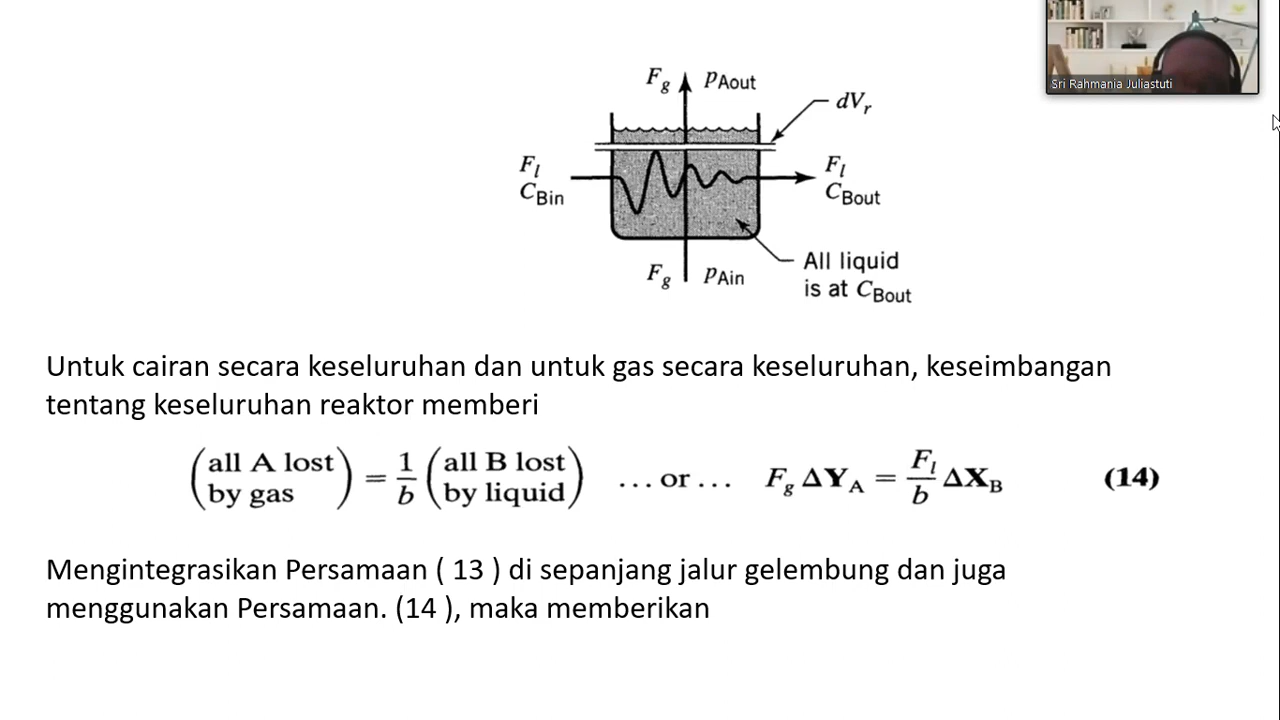 Sri Rahmania Juliastuti
F_g p_Aout
dV_r
F_l
C_Bin
F_l
C_Bout
F_g p_Ain
All liquid
is at C_Bout
Untuk cairan secara keseluruhan dan untuk gas secara keseluruhan, keseimbangan
tentang keseluruhan reaktor memberi
(all A lost by gas) = 1/b (all B lost by liquid) ... or ... F_g ΔY_A = F_l/b ΔX_B (14)
Mengintegrasikan Persamaan ( 13 ) di sepanjang jalur gelembung dan juga
menggunakan Persamaan. (14 ), maka memberikan